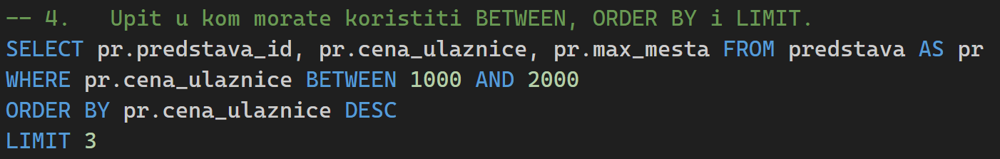 -- 4.   Upit u kom morate koristiti BETWEEN, ORDER BY i LIMIT.
SELECT pr.predstava_id, pr.cena_ulaznice, pr.max_mesta FROM predstava AS pr
WHERE pr.cena_ulaznice BETWEEN 1000 AND 2000
ORDER BY pr.cena_ulaznice DESC
LIMIT 3